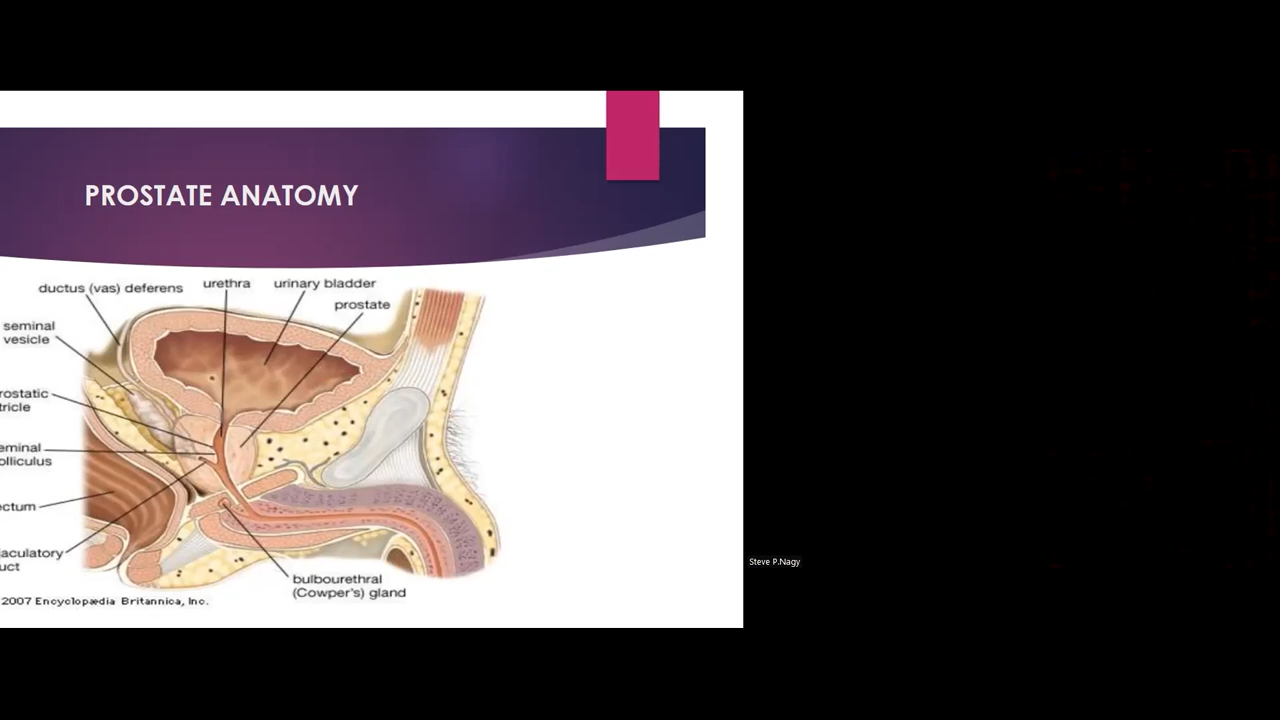 PROSTATE ANATOMY
ductus (vas) deferens
urethra
urinary bladder
prostate
seminal
vesicle
rostatic
tricle
eminal
olliculus
ectum
jaculatory
uct
bulbourethral
(Cowper's) gland
2007 Encyclopædia Britannica, Inc.
Steve P.Nagy